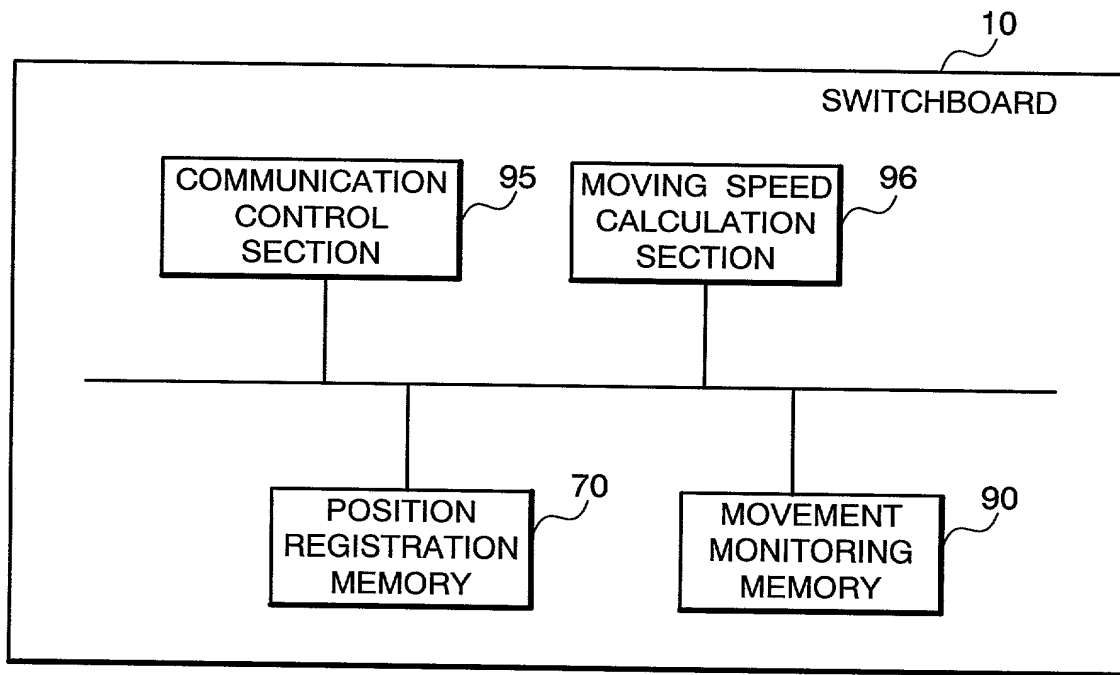 10
SWITCHBOARD
COMMUNICATION
CONTROL
SECTION
95
MOVING SPEED
CALCULATION
SECTION
96
POSITION
REGISTRATION
MEMORY
70
MOVEMENT
MONITORING
MEMORY
90